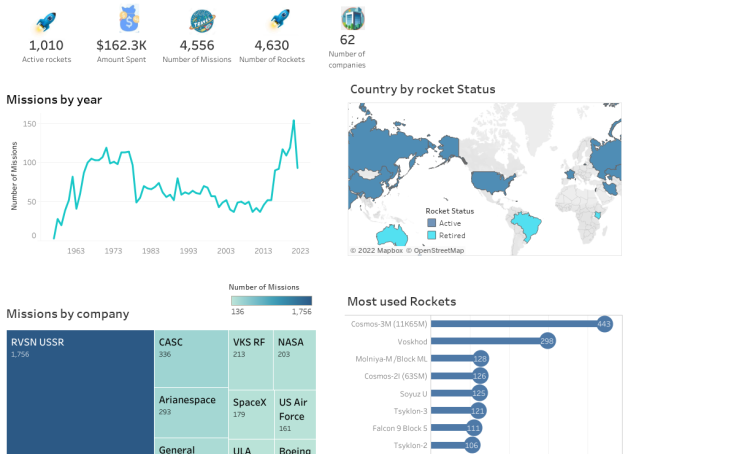 1,010
Active rockets
$162.3K
Amount Spent
4,556
Number of Missions
4,630
Number of Rockets
62
Number of
companies
Missions by year
Number of Missions
150
100
50
0
1963
1973
1983
1993
2003
2013
2023
Country by rocket Status
Rocket Status
Active
Retired
© 2022 Mapbox © OpenStreetMap
Number of Missions
136
1,756
Missions by company
RVSN USSR
1,756
CASC
336
VKS RF
213
NASA
203
Arianespace
293
SpaceX
179
US Air
Force
161
General
ULA
Boeing
Most used Rockets
Cosmos-3M (11K65M)
443
Voskhod
298
Molniya-M /Block ML
128
Cosmos-2I (63SM)
126
Soyuz U
125
Tsyklon-3
121
Falcon 9 Block 5
111
Tsyklon-2
106